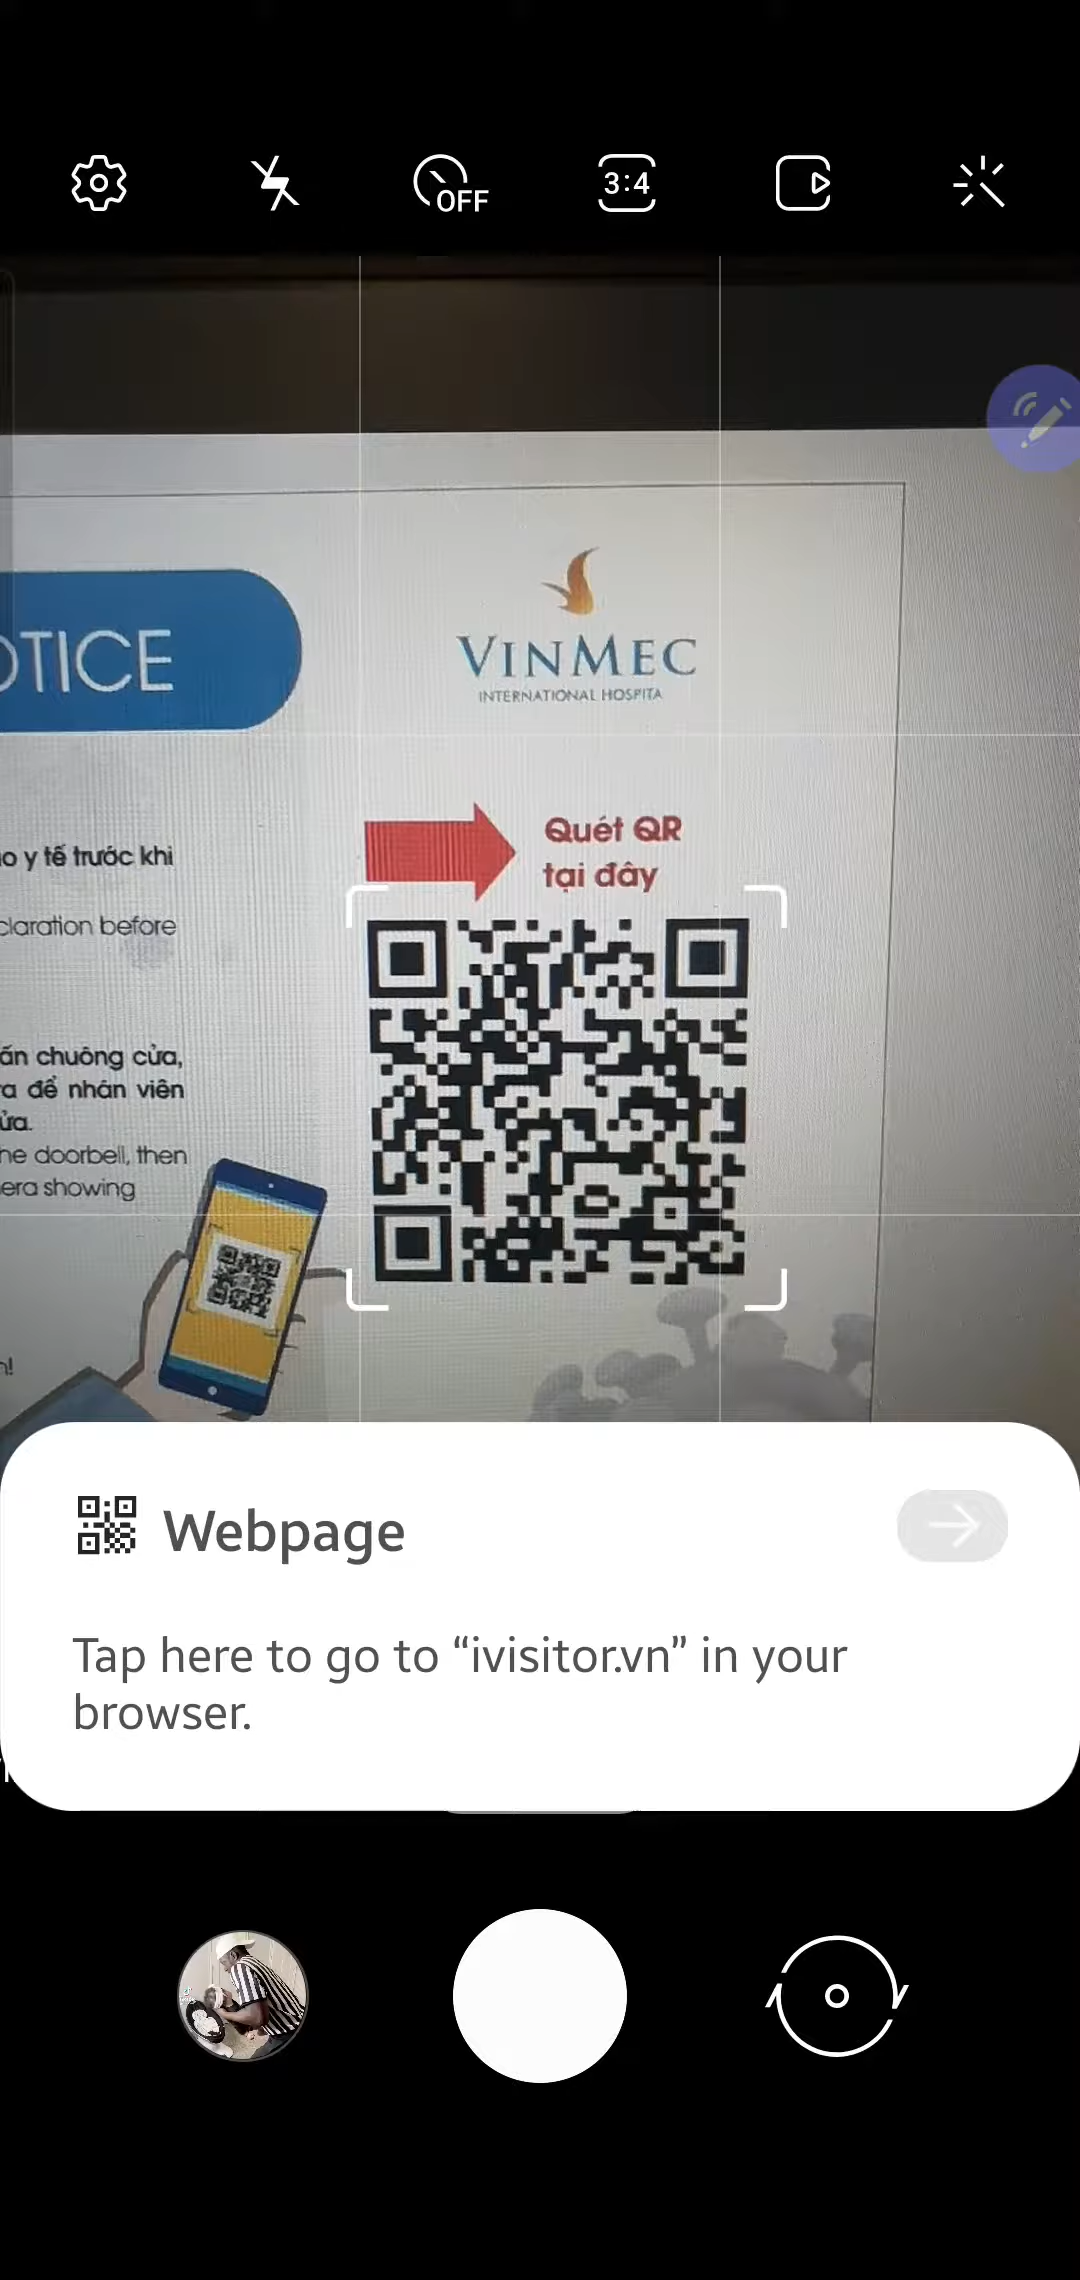 OFF
3:4
OTICE
VINMEC
INTERNATIONAL HOSPITA
Quét QR
tại đây
o y tế trước khi
claration before
ấn chuông cửa,
ra để nhân viên
ửa.
he doorbell, then
era showing
n!
Webpage
Tap here to go to “ivisitor.vn” in your
browser.